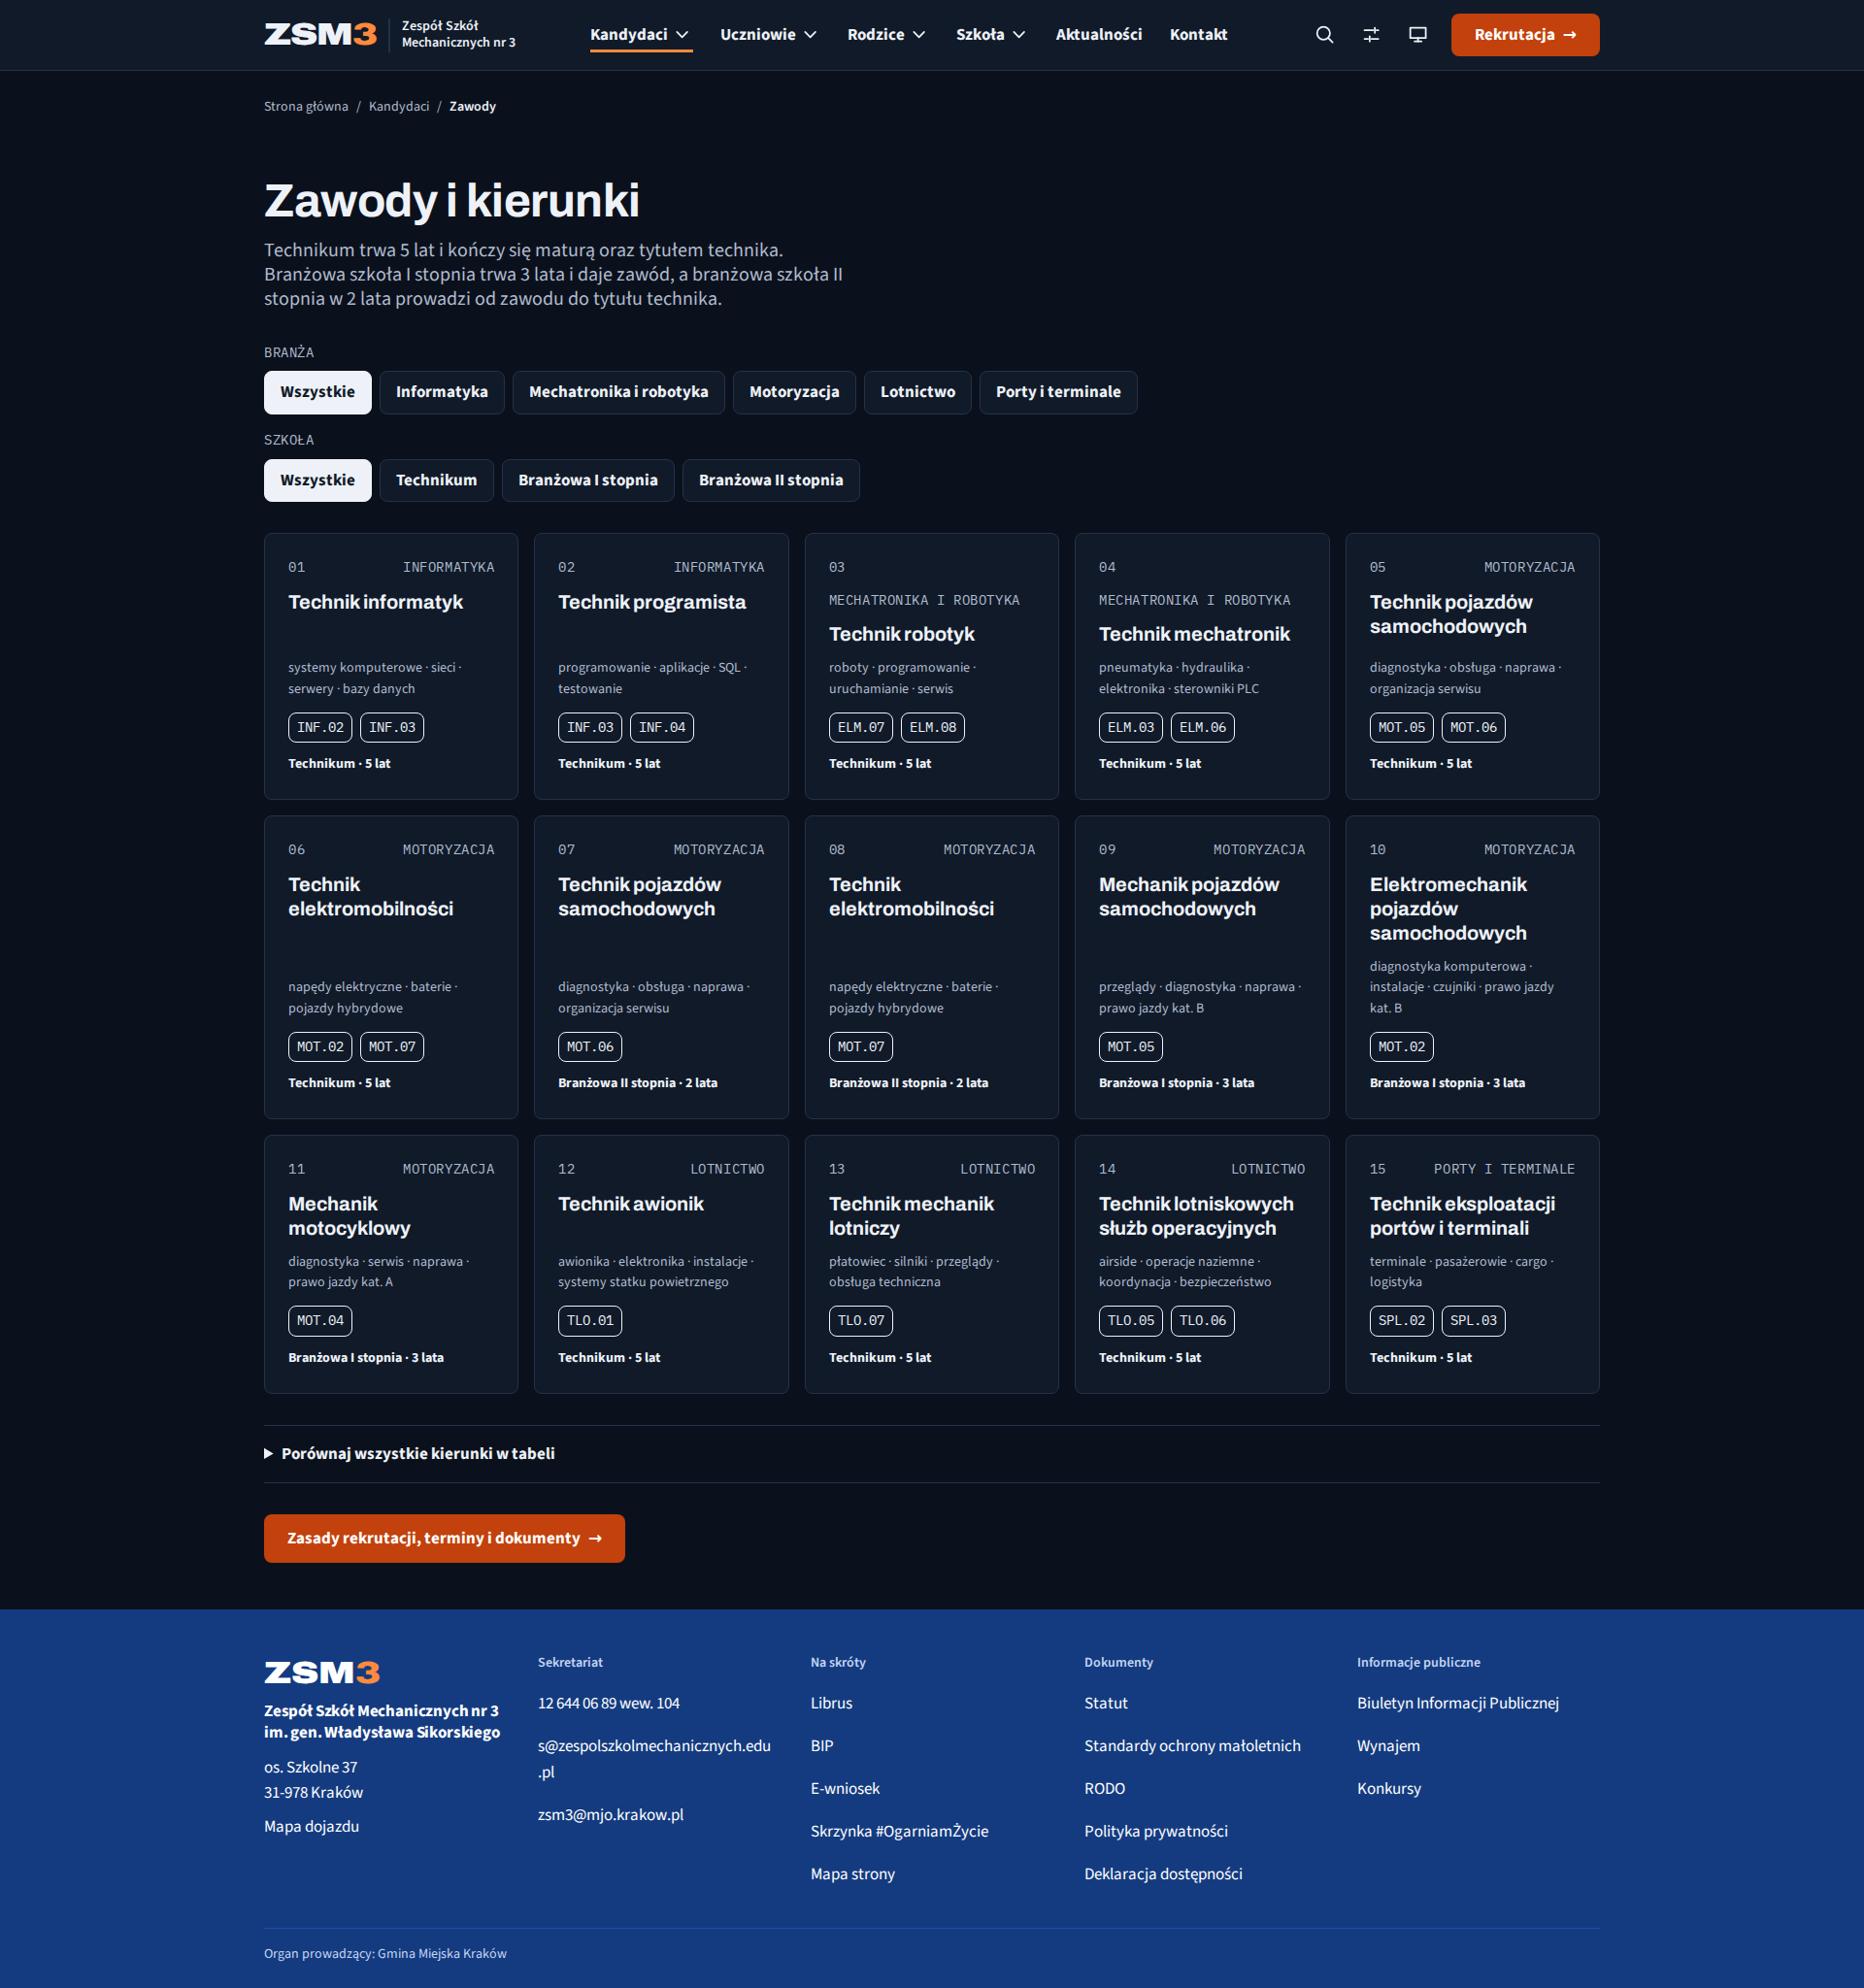 ZSM3
Zespół Szkół
Mechanicznych nr 3
Kandydaci
Uczniowie
Rodzice
Szkoła
Aktualności
Kontakt
Rekrutacja →
Strona główna / Kandydaci / Zawody
Zawody i kierunki
Technikum trwa 5 lat i kończy się maturą oraz tytułem technika.
Branżowa szkoła I stopnia trwa 3 lata i daje zawód, a branżowa szkoła II
stopnia w 2 lata prowadzi od zawodu do tytułu technika.
BRANŻA
Wszystkie
Informatyka
Mechatronika i robotyka
Motoryzacja
Lotnictwo
Porty i terminale
SZKOŁA
Wszystkie
Technikum
Branżowa I stopnia
Branżowa II stopnia
01 INFORMATYKA
Technik informatyk
systemy komputerowe · sieci ·
serwery · bazy danych
INF.02 INF.03
Technikum · 5 lat
02 INFORMATYKA
Technik programista
programowanie · aplikacje · SQL ·
testowanie
INF.03 INF.04
Technikum · 5 lat
03
MECHATRONIKA I ROBOTYKA
Technik robotyk
roboty · programowanie ·
uruchamianie · serwis
ELM.07 ELM.08
Technikum · 5 lat
04
MECHATRONIKA I ROBOTYKA
Technik mechatronik
pneumatyka · hydraulika ·
elektronika · sterowniki PLC
ELM.03 ELM.06
Technikum · 5 lat
05 MOTORYZACJA
Technik pojazdów
samochodowych
diagnostyka · obsługa · naprawa ·
organizacja serwisu
MOT.05 MOT.06
Technikum · 5 lat
06 MOTORYZACJA
Technik
elektromobilności
napędy elektryczne · baterie ·
pojazdy hybrydowe
MOT.02 MOT.07
Technikum · 5 lat
07 MOTORYZACJA
Technik pojazdów
samochodowych
diagnostyka · obsługa · naprawa ·
organizacja serwisu
MOT.06
Branżowa II stopnia · 2 lata
08 MOTORYZACJA
Technik
elektromobilności
napędy elektryczne · baterie ·
pojazdy hybrydowe
MOT.07
Branżowa II stopnia · 2 lata
09 MOTORYZACJA
Mechanik pojazdów
samochodowych
przeglądy · diagnostyka · naprawa ·
prawo jazdy kat. B
MOT.05
Branżowa I stopnia · 3 lata
10 MOTORYZACJA
Elektromechanik
pojazdów
samochodowych
diagnostyka komputerowa ·
instalacje · czujniki · prawo jazdy
kat. B
MOT.02
Branżowa I stopnia · 3 lata
11 MOTORYZACJA
Mechanik
motocyklowy
diagnostyka · serwis · naprawa ·
prawo jazdy kat. A
MOT.04
Branżowa I stopnia · 3 lata
12 LOTNICTWO
Technik awionik
awionika · elektronika · instalacje ·
systemy statku powietrznego
TLO.01
Technikum · 5 lat
13 LOTNICTWO
Technik mechanik
lotniczy
płatowiec · silniki · przeglądy ·
obsługa techniczna
TLO.07
Technikum · 5 lat
14 LOTNICTWO
Technik lotniskowych
służb operacyjnych
airside · operacje naziemne ·
koordynacja · bezpieczeństwo
TLO.05 TLO.06
Technikum · 5 lat
15 PORTY I TERMINALE
Technik eksploatacji
portów i terminali
terminale · pasażerowie · cargo ·
logistyka
SPL.02 SPL.03
Technikum · 5 lat
Porównaj wszystkie kierunki w tabeli
Zasady rekrutacji, terminy i dokumenty →
ZSM3
Zespół Szkół Mechanicznych nr 3
im. gen. Władysława Sikorskiego
os. Szkolne 37
31-978 Kraków
Mapa dojazdu
Sekretariat
12 644 06 89 wew. 104
s@zespolszkolmechanicznych.edu
.pl
zsm3@mjo.krakow.pl
Na skróty
Librus
BIP
E-wniosek
Skrzynka #OgarniamŻycie
Mapa strony
Dokumenty
Statut
Standardy ochrony małoletnich
RODO
Polityka prywatności
Deklaracja dostępności
Informacje publiczne
Biuletyn Informacji Publicznej
Wynajem
Konkursy
Organ prowadzący: Gmina Miejska Kraków